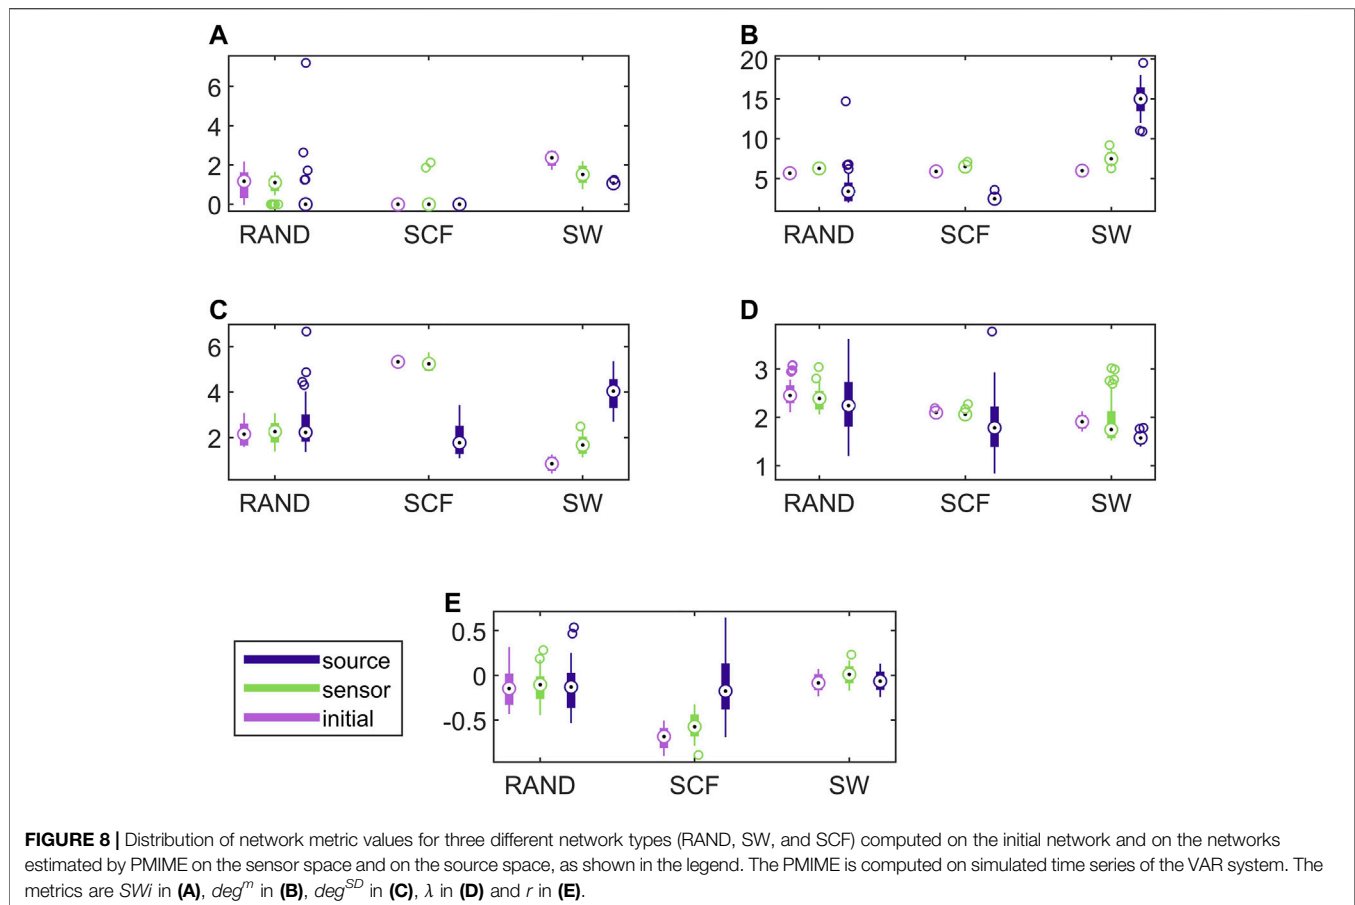 A
6
4
2
0
RAND SCF SW
B
20
15
10
5
RAND SCF SW
C
6
4
2
RAND SCF SW
D
3
2
1
RAND SCF SW
E
0.5
0
-0.5
RAND SCF SW
source
sensor
initial
FIGURE 8 | Distribution of network metric values for three different network types (RAND, SW, and SCF) computed on the initial network and on the networks
estimated by PMIME on the sensor space and on the source space, as shown in the legend. The PMIME is computed on simulated time series of the VAR system. The
metrics are SWi in (A), deg^m in (B), deg^SD in (C), λ in (D) and r in (E).